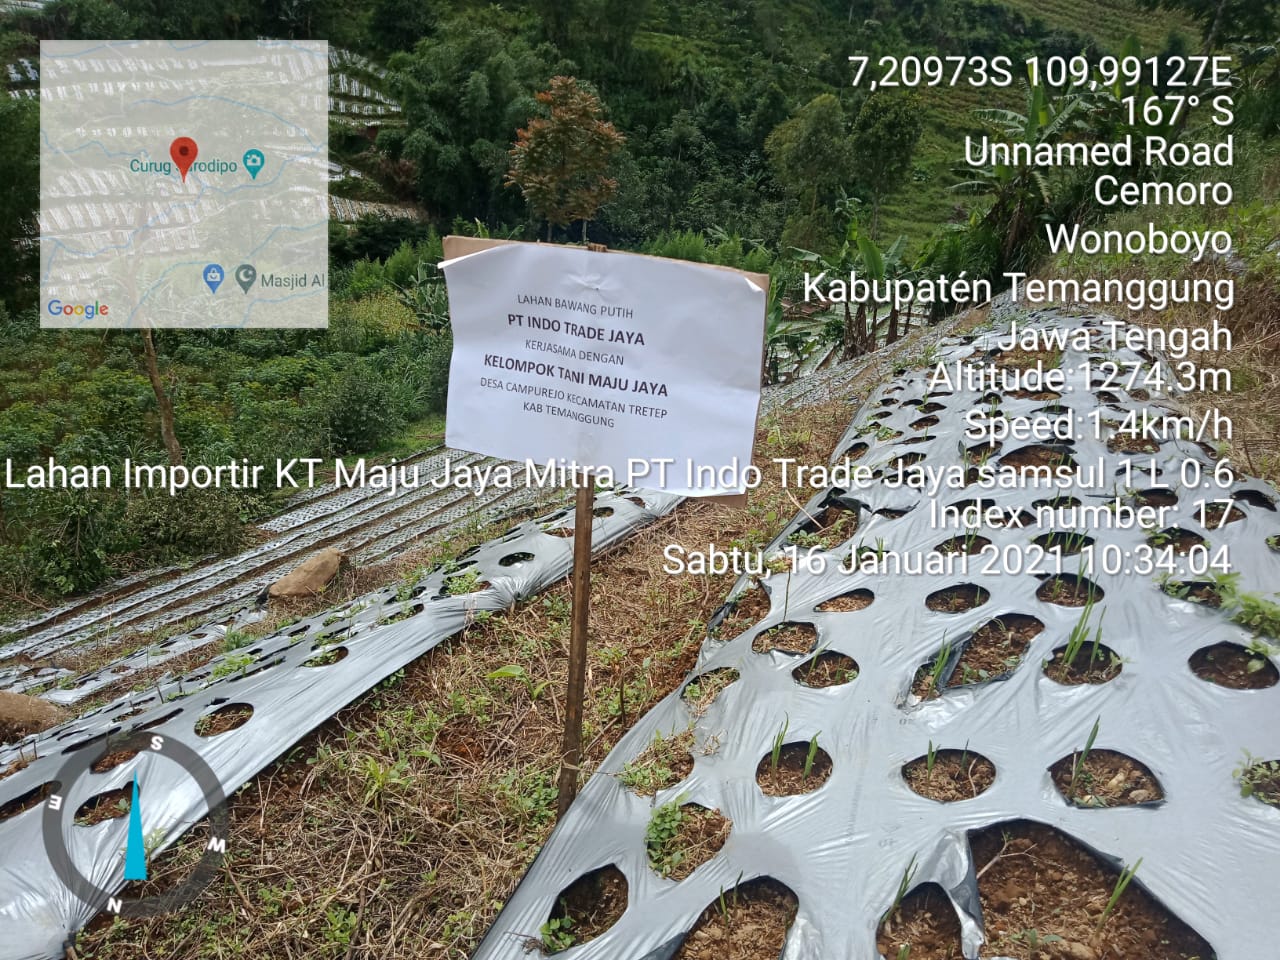 7,20973S 109,99127E
167° S
Unnamed Road
Cemoro
Wonoboyo
Kabupatén Temanggung
Jawa Tengah
Altitude:1274.3m
Speed:1.4km/h
Lahan Importir KT Maju Jaya Mitra PT Indo Trade Jaya samsul 1 L 0.6
Index number: 17
Sabtu, 16 Januari 2021 10:34:04
Curug
rodipo
Masjid Al
Google
LAHAN BAWANG PUTIH
PT INDO TRADE JAYA
KERJASAMA DENGAN
KELOMPOK TANI MAJU JAYA
DESA CAMPUREJO KECAMATAN TRETEP
KAB TEMANGGUNG
S
E
W
N